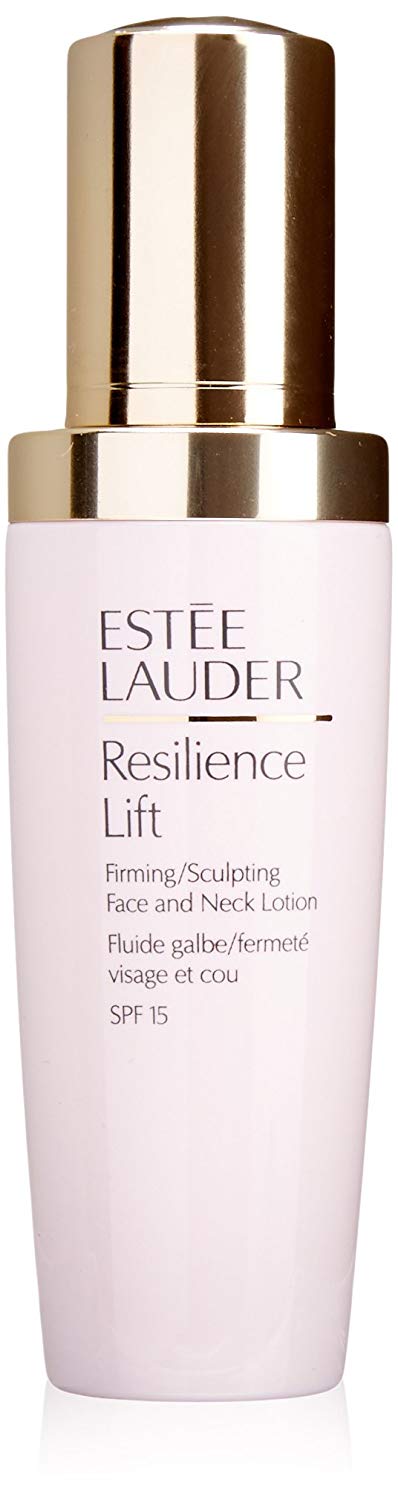 ESTĒE
LAUDER
Resilience
Lift
Firming/Sculpting
Face and Neck Lotion
Fluide galbe/fermeté
visage et cou
SPF 15